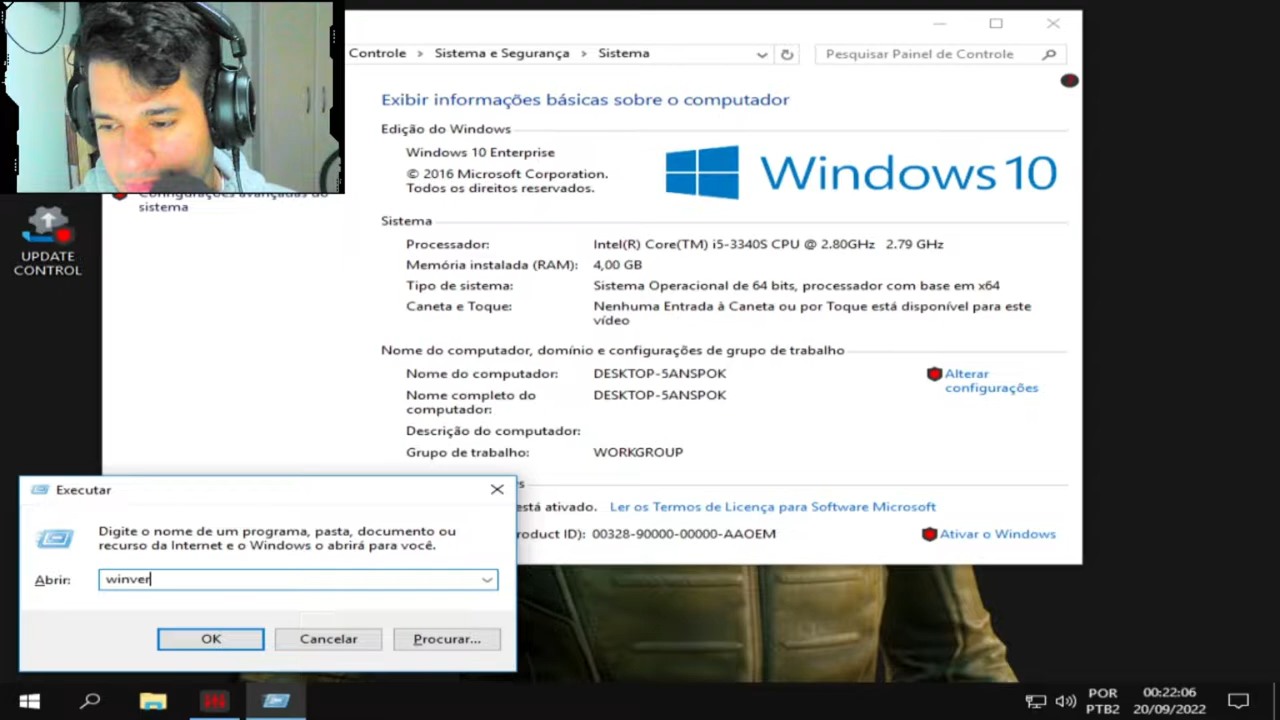 Controle > Sistema e Segurança > Sistema
Pesquisar Painel de Controle
Exibir informações básicas sobre o computador
Edição do Windows
Windows 10 Enterprise
© 2016 Microsoft Corporation.
Todos os direitos reservados.
Windows 10
Configurações avançadas do
sistema
UPDATE
CONTROL
Sistema
Processador: Intel(R) Core(TM) i5-3340S CPU @ 2.80GHz 2.79 GHz
Memória instalada (RAM): 4,00 GB
Tipo de sistema: Sistema Operacional de 64 bits, processador com base em x64
Caneta e Toque: Nenhuma Entrada à Caneta ou por Toque está disponível para este
vídeo
Nome do computador, domínio e configurações de grupo de trabalho
Nome do computador: DESKTOP-5ANSPOK
Alterar
configurações
Nome completo do
computador:
DESKTOP-5ANSPOK
Descrição do computador:
Grupo de trabalho: WORKGROUP
está ativado. Ler os Termos de Licença para Software Microsoft
roduct ID): 00328-90000-00000-AAOEM
Ativar o Windows
Executar
Digite o nome de um programa, pasta, documento ou
recurso da Internet e o Windows o abrirá para você.
Abrir: winver
OK
Cancelar
Procurar...
POR
PTB2
00:22:06
20/09/2022